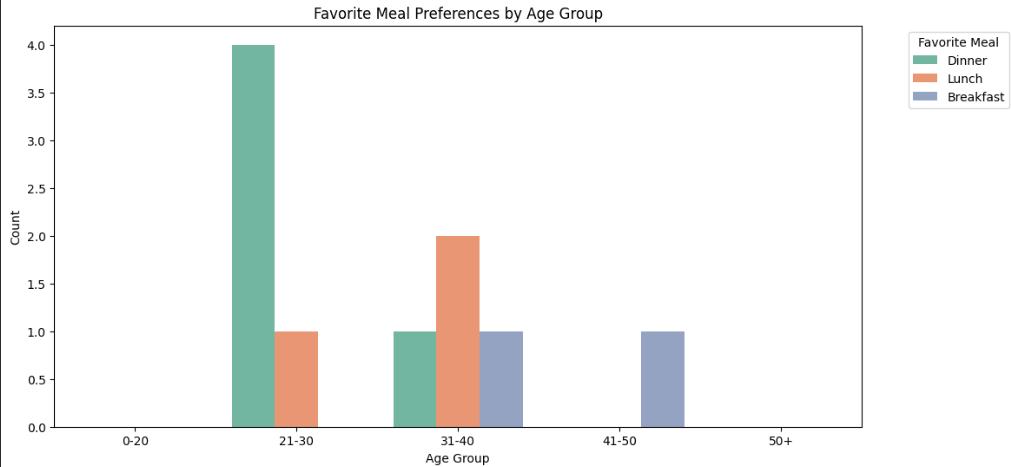 Favorite Meal Preferences by Age Group
Favorite Meal
Dinner
Lunch
Breakfast
4.0
3.5
3.0
2.5
2.0
1.5
1.0
0.5
0.0
Count
0-20 21-30 31-40 41-50 50+
Age Group